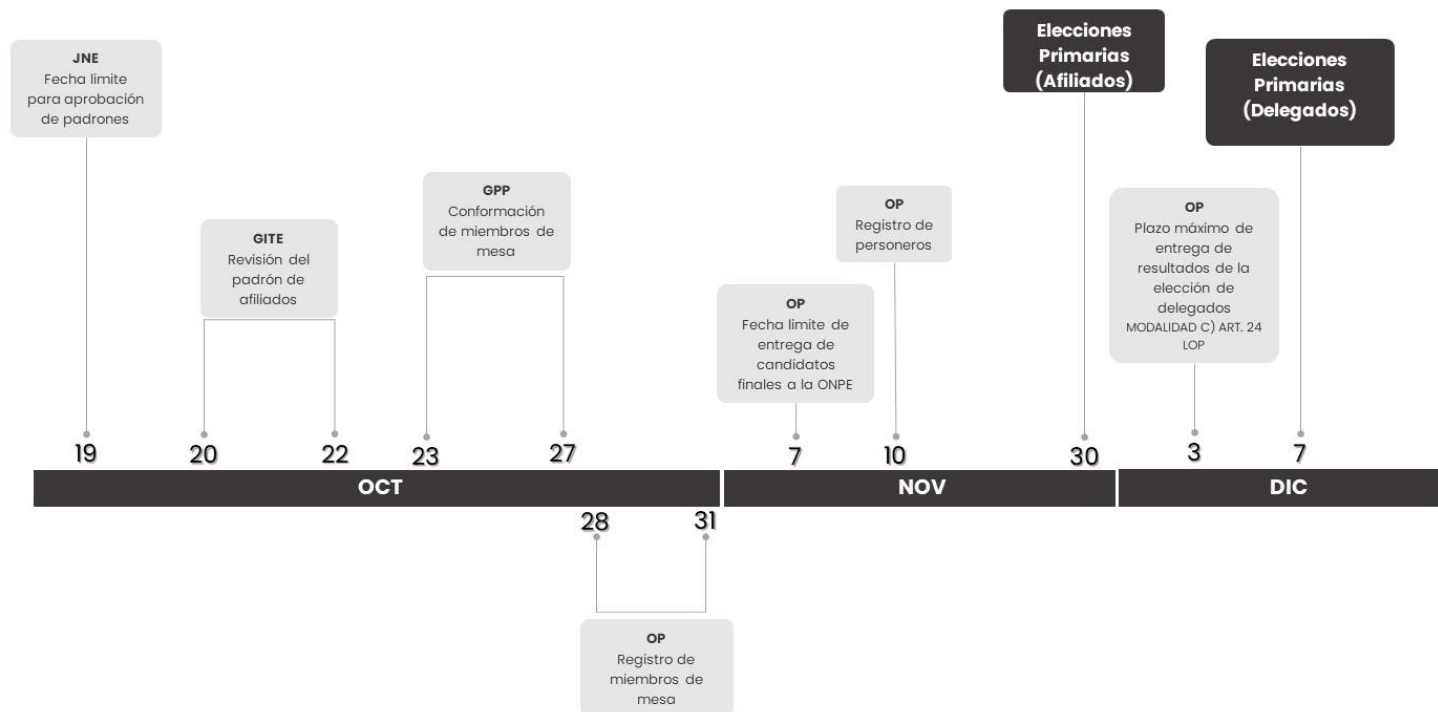 JNE
Fecha limite
para aprobación
de padrones
GITE
Revisión del
padrón de
afiliados
GPP
Conformación
de miembros de
mesa
OP
Fecha limite de
entrega de
candidatos
finales a la ONPE
OP
Registro de
personeros
Elecciones
Primarias
(Afiliados)
OP
Plazo máximo de
entrega de
resultados de la
elección de
delegados
MODALIDAD C) ART. 24
LOP
Elecciones
Primarias
(Delegados)
19
20
22
23
27
7
10
30
3
7
OCT
NOV
DIC
28
31
OP
Registro de
miembros de
mesa